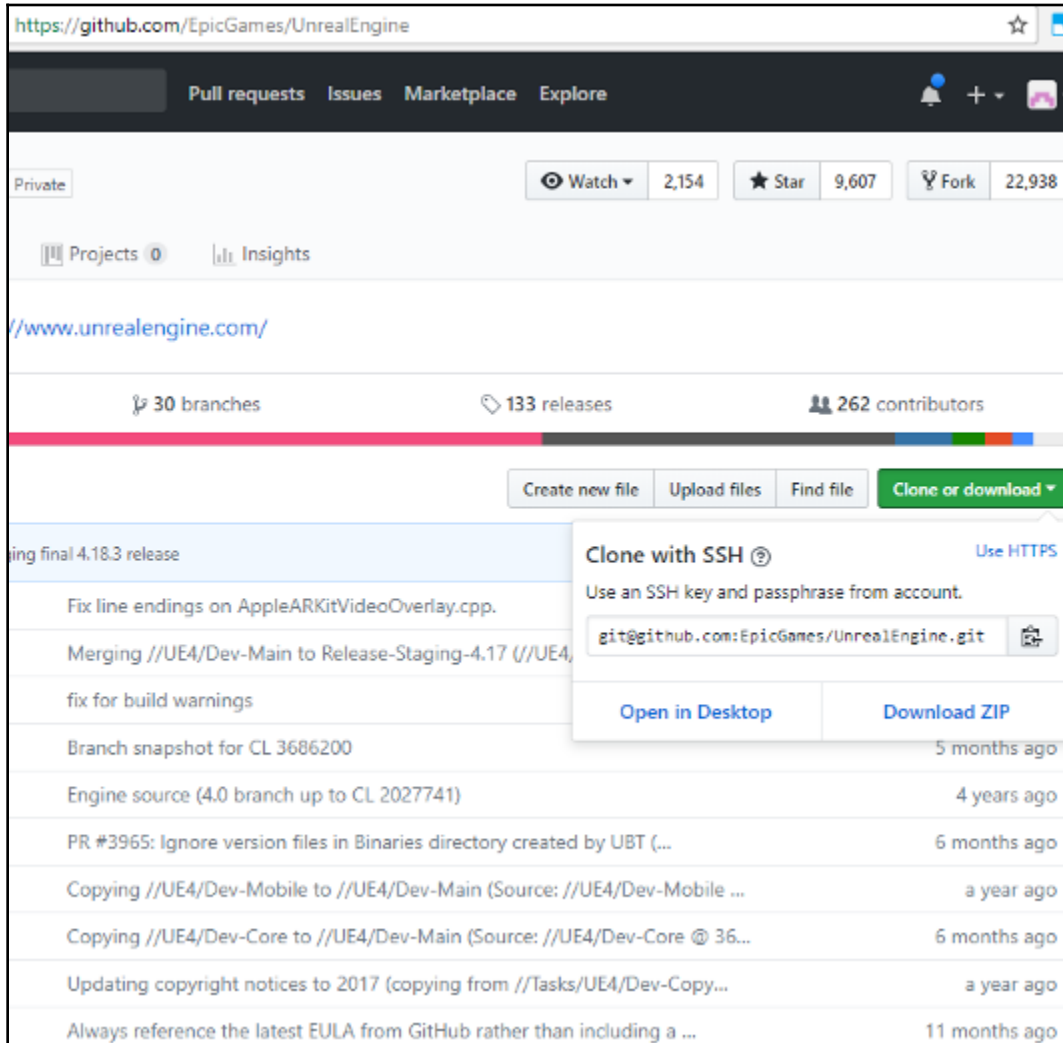 https://github.com/EpicGames/UnrealEngine
Pull requests Issues Marketplace Explore
Private Watch 2,154 Star 9,607 Fork 22,938
Projects 0 Insights
//www.unrealengine.com/
30 branches 133 releases 262 contributors
Create new file Upload files Find file Clone or download
ing final 4.18.3 release
Clone with SSH Use HTTPS
Use an SSH key and passphrase from account.
git@github.com:EpicGames/UnrealEngine.git
Open in Desktop Download ZIP
Fix line endings on AppleARKitVideoOverlay.cpp.
Merging //UE4/Dev-Main to Release-Staging-4.17 (//UE4/
fix for build warnings
Branch snapshot for CL 3686200 5 months ago
Engine source (4.0 branch up to CL 2027741) 4 years ago
PR #3965: Ignore version files in Binaries directory created by UBT (... 6 months ago
Copying //UE4/Dev-Mobile to //UE4/Dev-Main (Source: //UE4/Dev-Mobile ... a year ago
Copying //UE4/Dev-Core to //UE4/Dev-Main (Source: //UE4/Dev-Core @ 36... 6 months ago
Updating copyright notices to 2017 (copying from //Tasks/UE4/Dev-Copy... a year ago
Always reference the latest EULA from GitHub rather than including a ... 11 months ago